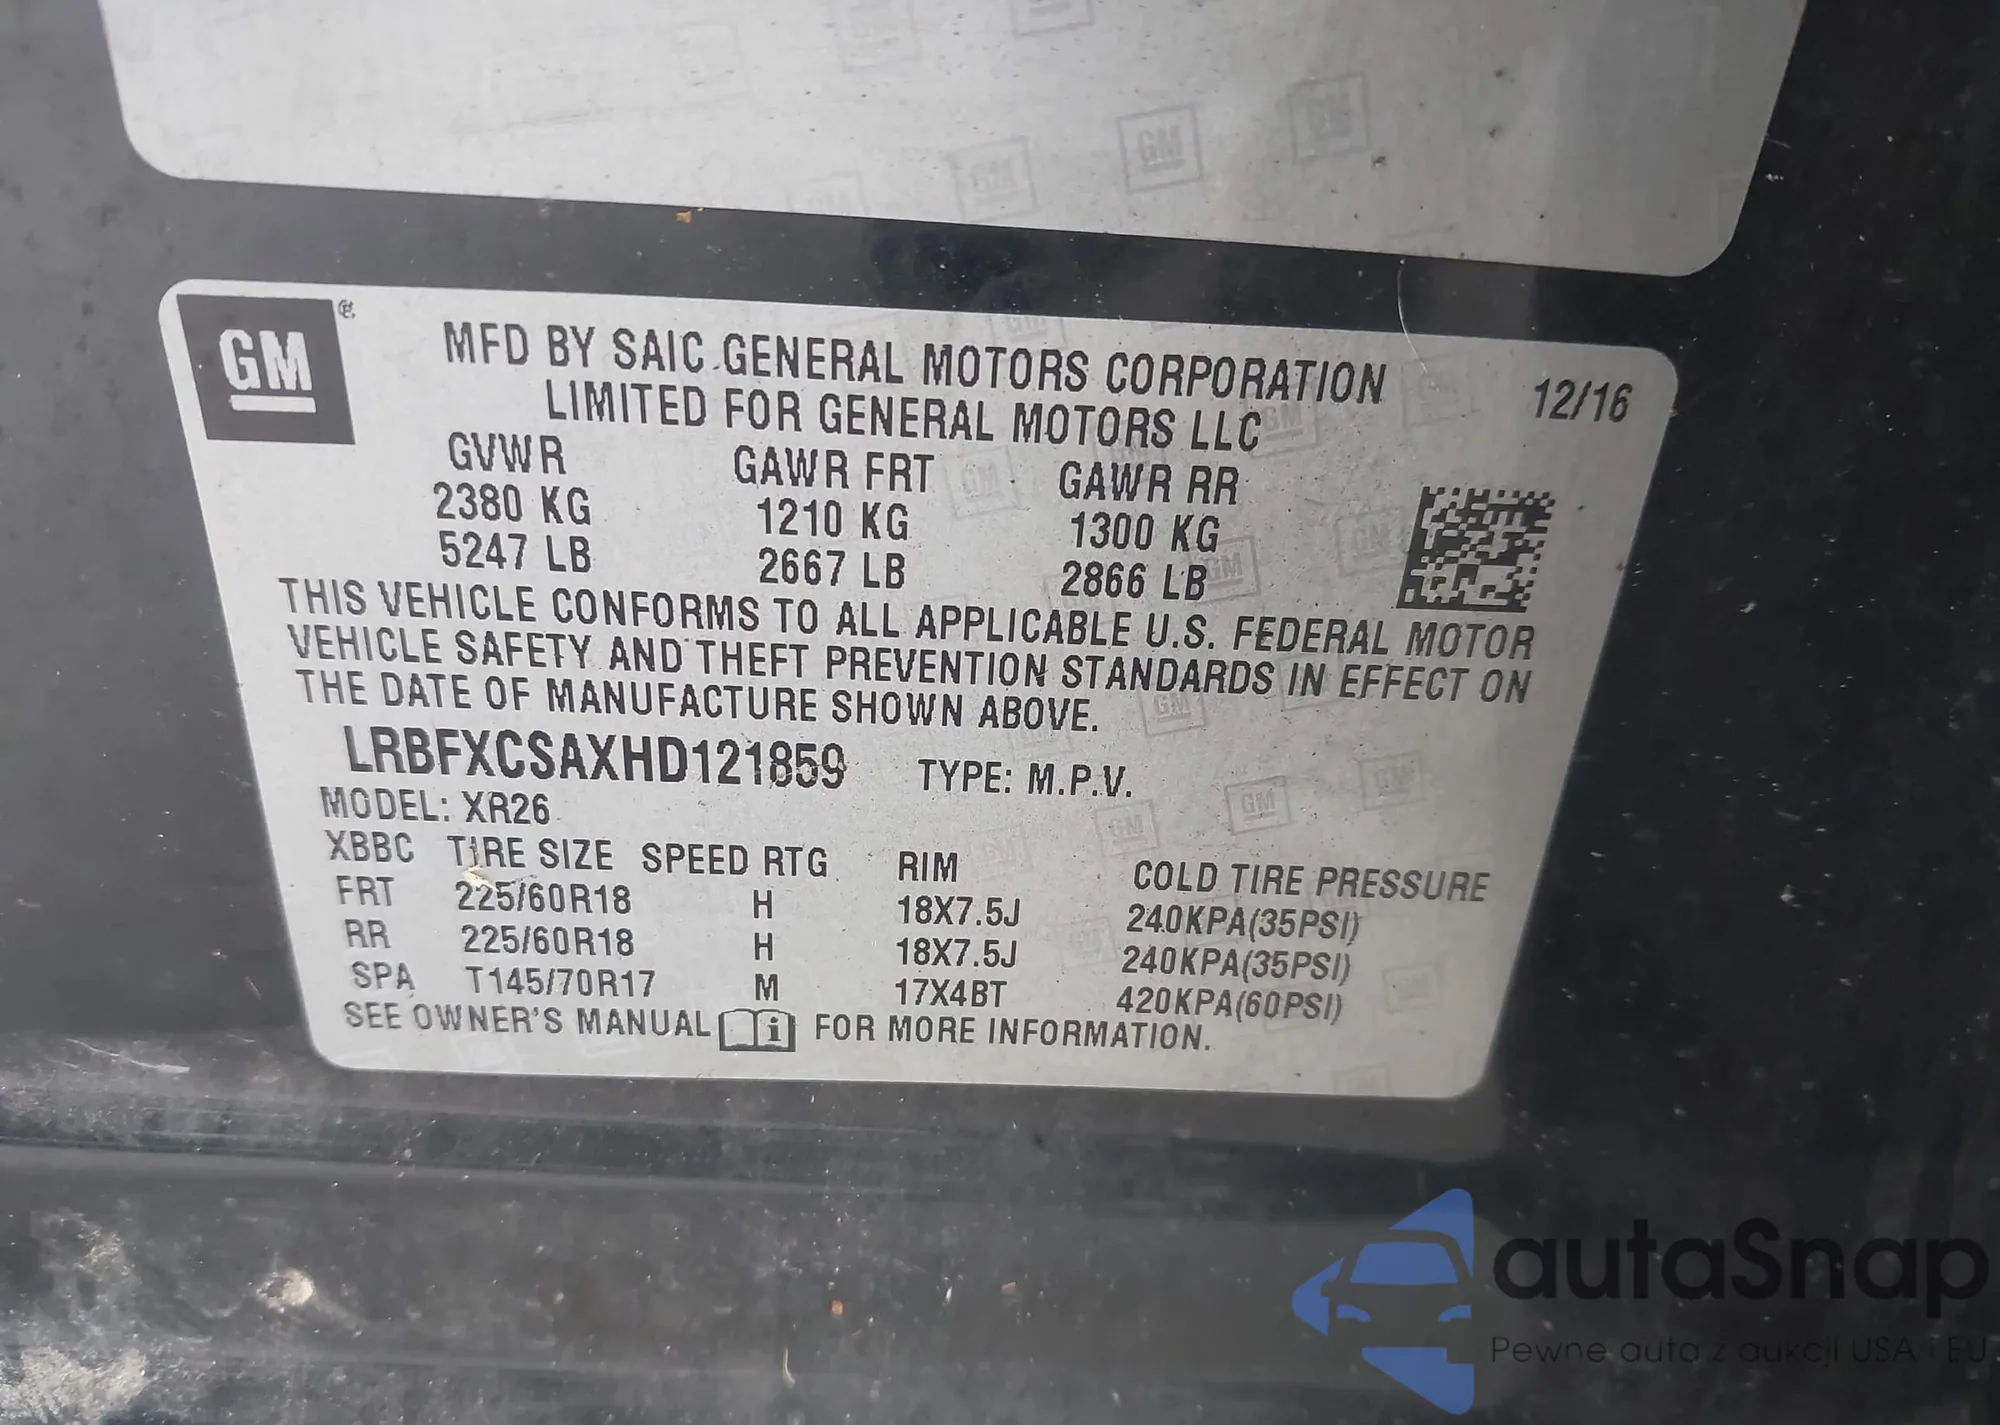 GM
MFD BY SAIC GENERAL MOTORS CORPORATION
LIMITED FOR GENERAL MOTORS LLC
12/16
GVWR GAWR FRT GAWR RR
2380 KG 1210 KG 1300 KG
5247 LB 2667 LB 2866 LB
THIS VEHICLE CONFORMS TO ALL APPLICABLE U.S. FEDERAL MOTOR
VEHICLE SAFETY AND THEFT PREVENTION STANDARDS IN EFFECT ON
THE DATE OF MANUFACTURE SHOWN ABOVE.
LRBFXCSAXHD121859 TYPE: M.P.V.
MODEL: XR26
XBBC TIRE SIZE SPEED RTG RIM COLD TIRE PRESSURE
FRT 225/60R18 H 18X7.5J 240KPA(35PSI)
RR 225/60R18 H 18X7.5J 240KPA(35PSI)
SPA T145/70R17 M 17X4BT 420KPA(60PSI)
SEE OWNER'S MANUAL i FOR MORE INFORMATION.
autaSnap
Pewne auta z aukcji USA i EU